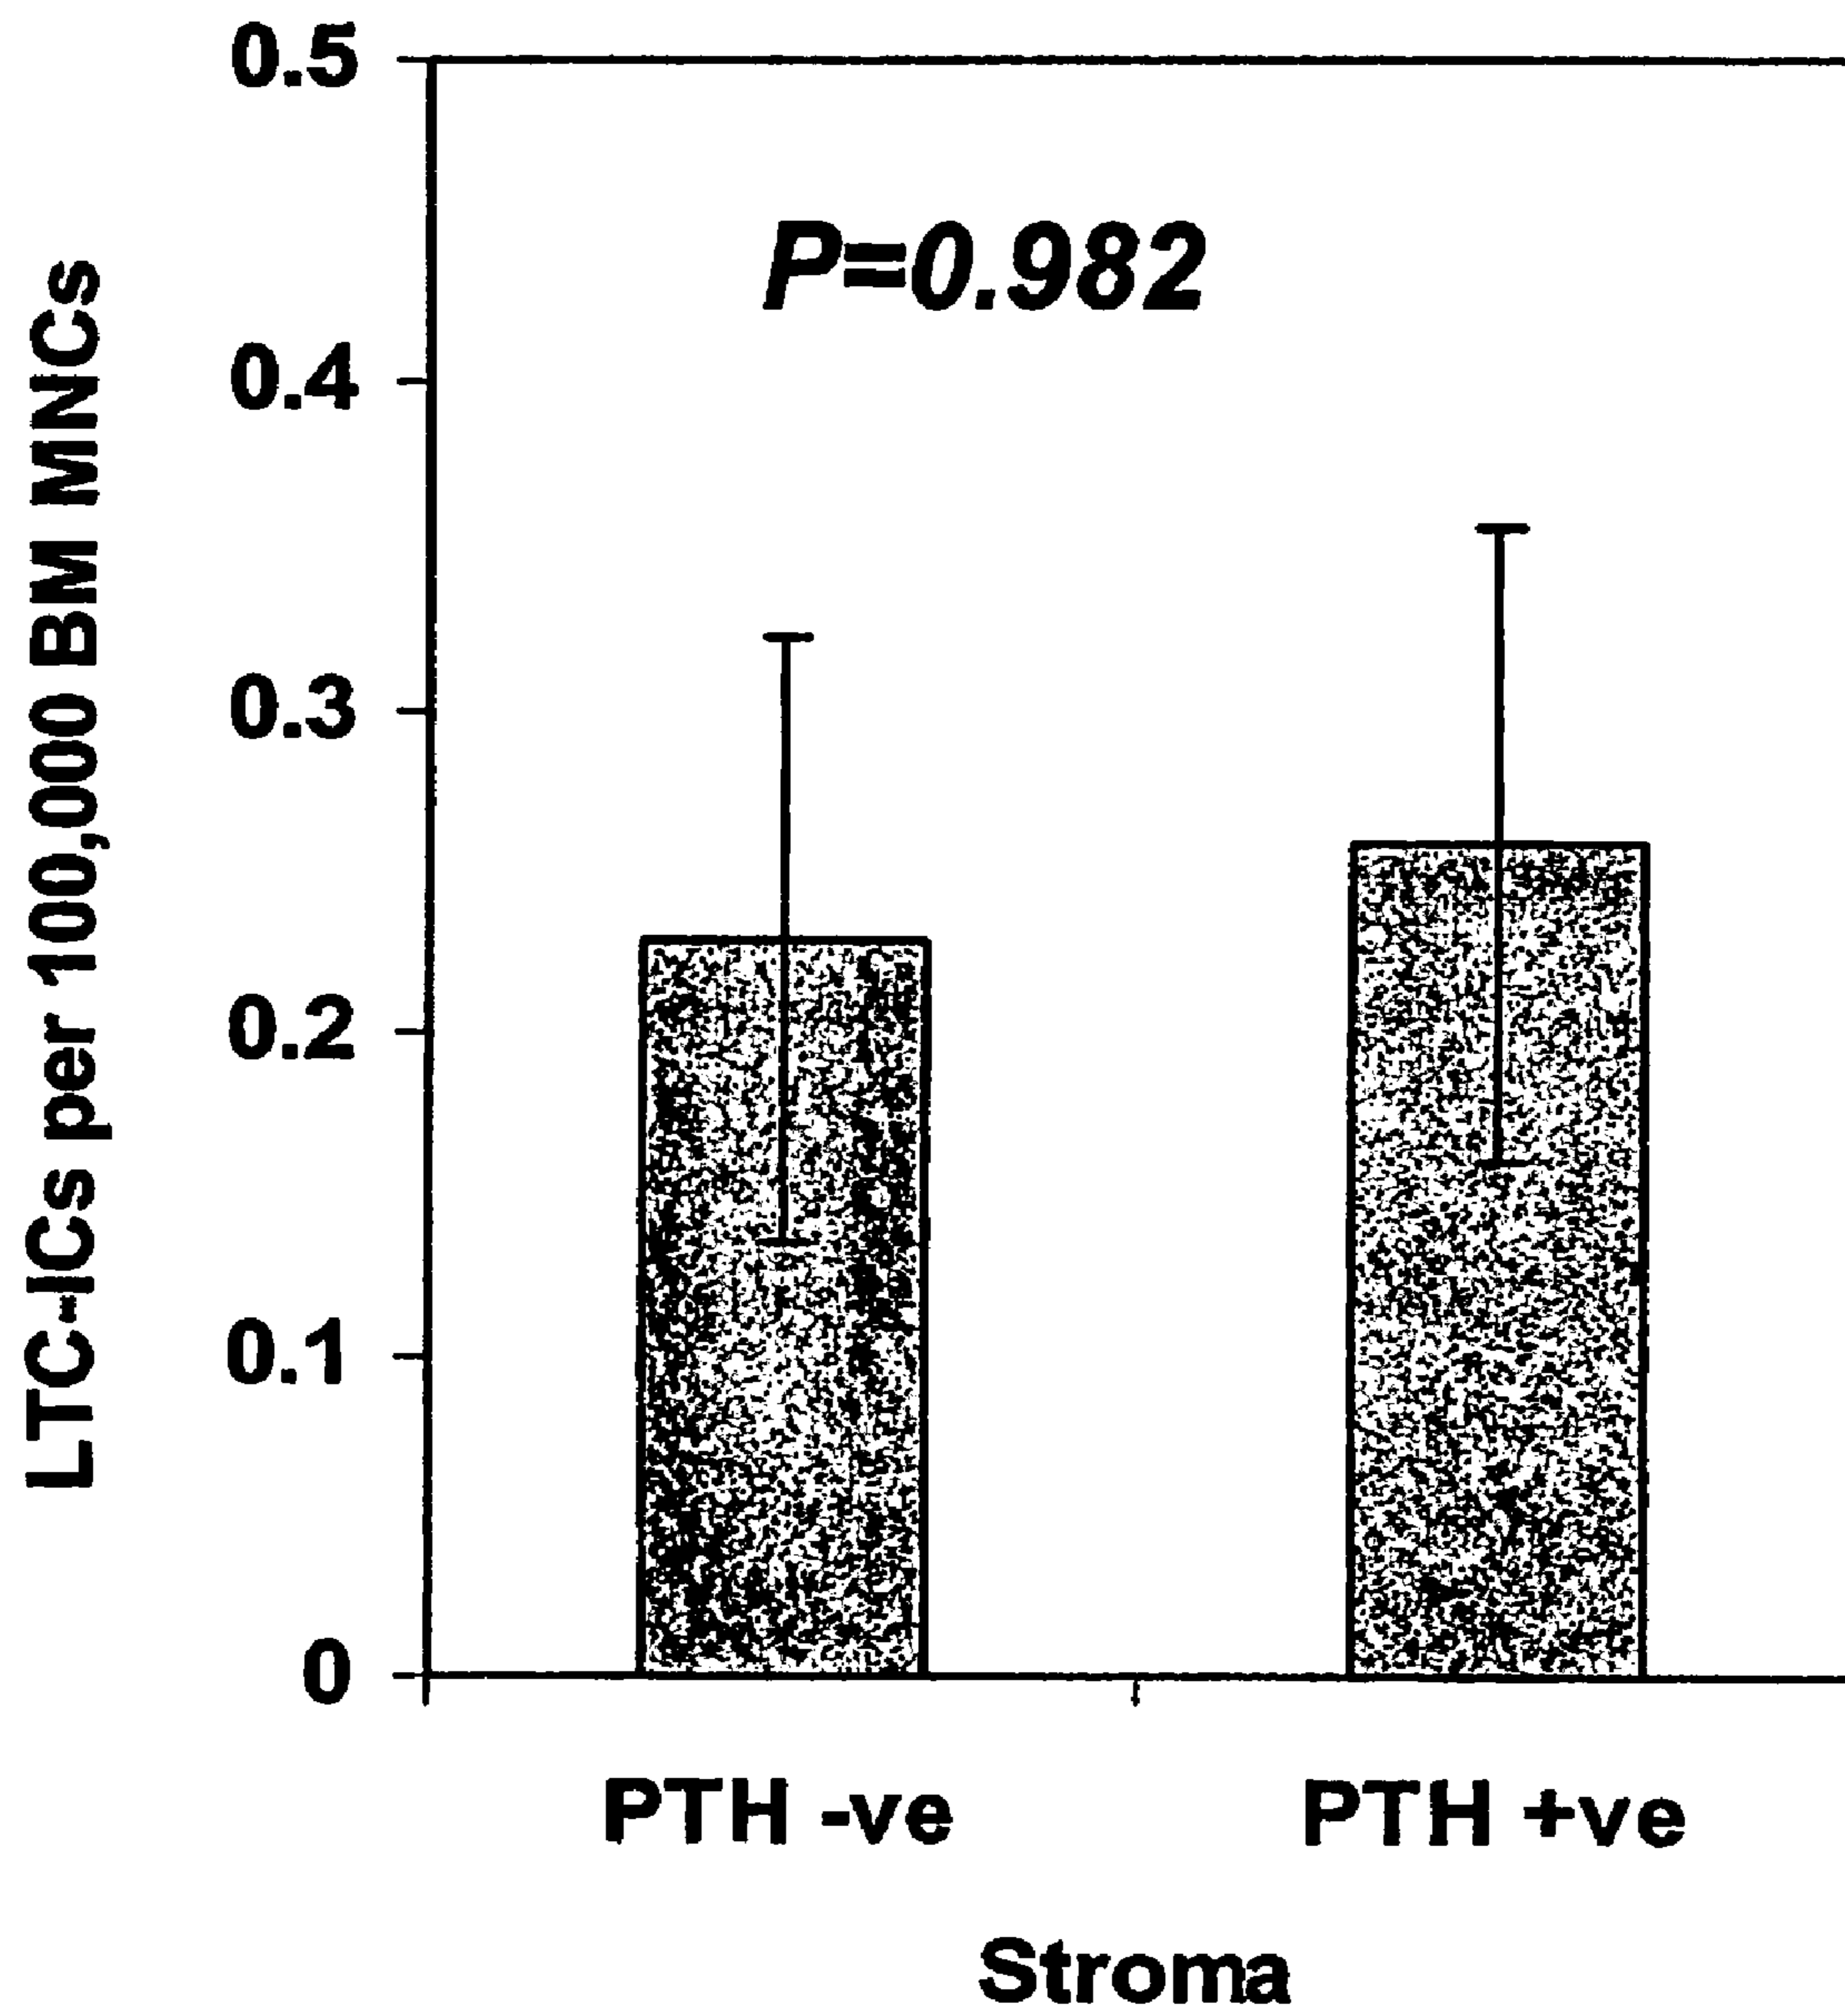 LTC-ICs per 100,000 BM MNCs
0.5
0.4
0.3
0.2
0.1
0
P=0.982
PTH -ve
PTH +ve
Stroma